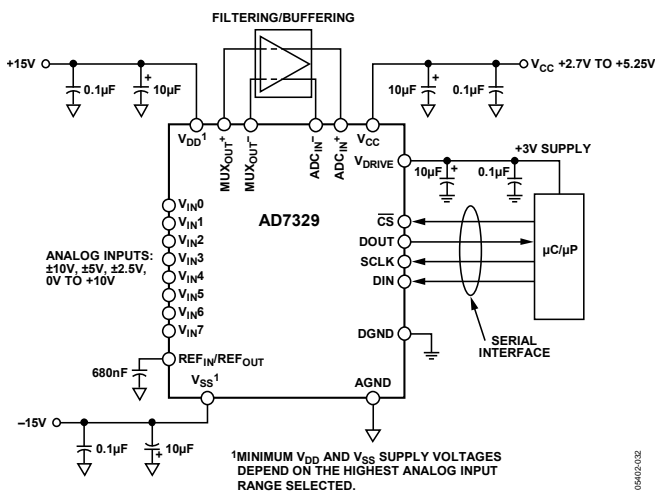 FILTERING/BUFFERING
+15V
0.1µF
+
10µF
10µF
+
0.1µF
VCC +2.7V TO +5.25V
VDD1
MUXOUT+
MUXOUT–
ADCIN–
ADCIN+
VCC
VDRIVE
+3V SUPPLY
10µF
+
0.1µF
AD7329
VIN0
VIN1
VIN2
VIN3
VIN4
VIN5
VIN6
VIN7
ANALOG INPUTS:
±10V, ±5V, ±2.5V,
0V TO +10V
CS
DOUT
SCLK
DIN
µC/µP
DGND
SERIAL
INTERFACE
REFIN/REFOUT
680nF
VSS1
AGND
–15V
0.1µF
+
10µF
1MINIMUM VDD AND VSS SUPPLY VOLTAGES
DEPEND ON THE HIGHEST ANALOG INPUT
RANGE SELECTED.
05402-032